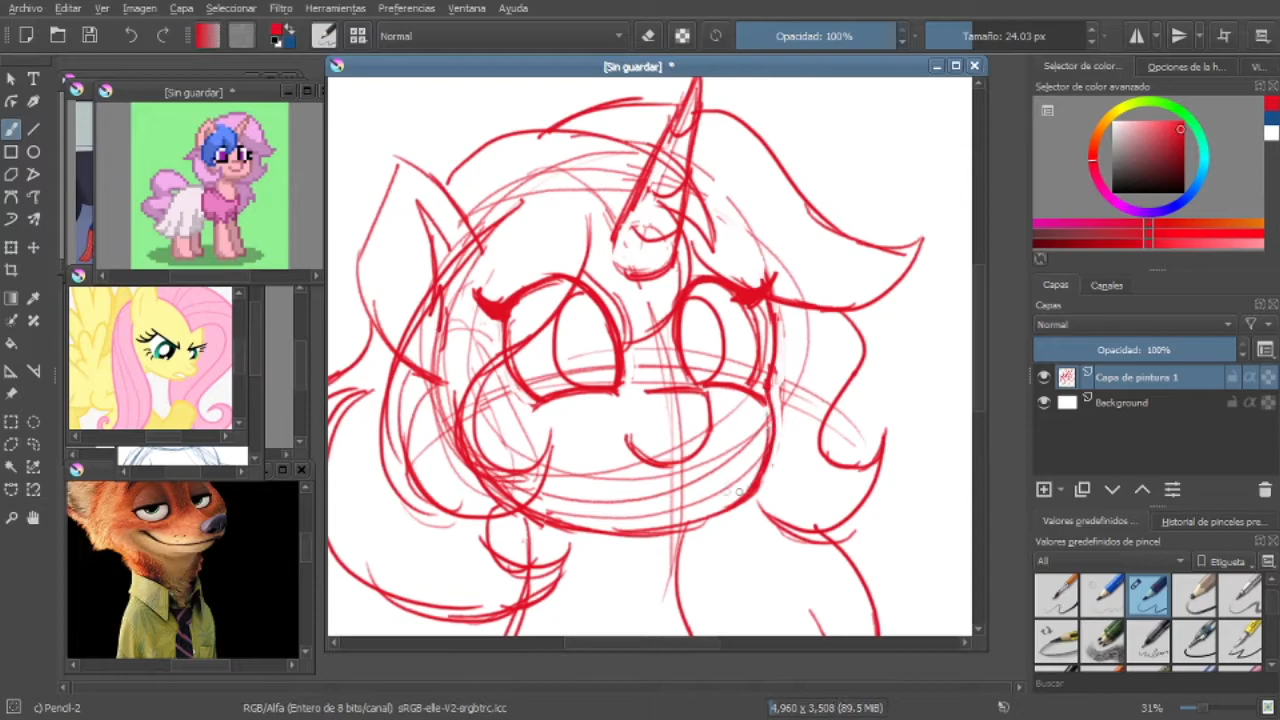 Archivo Editar Ver Imagen Capa Seleccionar Filtro Herramientas Preferencias Ventana Ayuda
Normal Opacidad: 100% Tamaño: 24.03 px
[Sin guardar] *
[Sin guardar] *
Selector de color... Opciones de la h... Vi...
Selector de color avanzado
Capas Canales
Capas
Normal
Opacidad: 100%
Capa de pintura 1
Background
Valores predefinidos ... Historial de pinceles pre...
Valores predefinidos de pincel
All Etiqueta
Buscar
c) Pencil-2 RGB/Alfa (Entero de 8 bits/canal) sRGB-elle-V2-srgbtrc.icc 4,960 x 3,508 (89.5 MiB) 31%